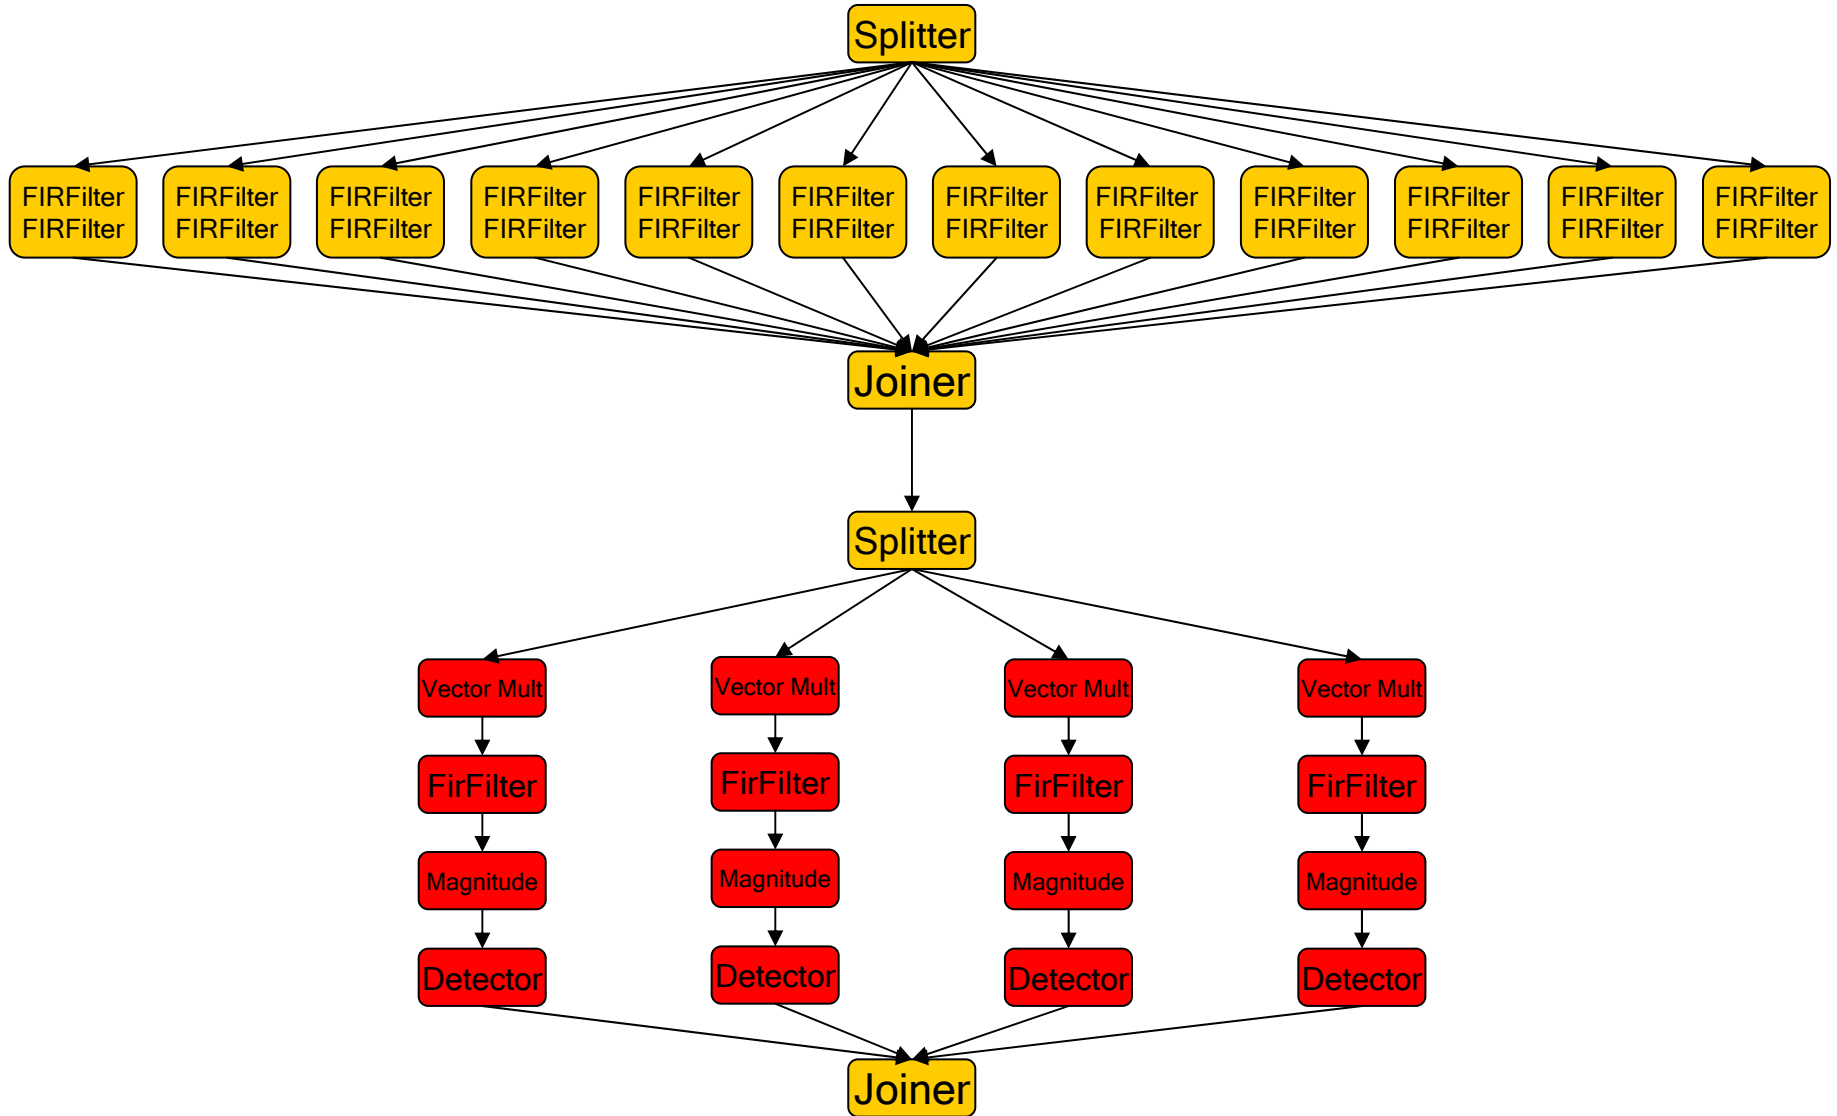 Splitter
FIRFilter FIRFilter FIRFilter FIRFilter FIRFilter FIRFilter FIRFilter FIRFilter FIRFilter FIRFilter FIRFilter FIRFilter
FIRFilter FIRFilter FIRFilter FIRFilter FIRFilter FIRFilter FIRFilter FIRFilter FIRFilter FIRFilter FIRFilter FIRFilter
Joiner
Splitter
Vector Mult Vector Mult Vector Mult Vector Mult
FirFilter FirFilter FirFilter FirFilter
Magnitude Magnitude Magnitude Magnitude
Detector Detector Detector Detector
Joiner